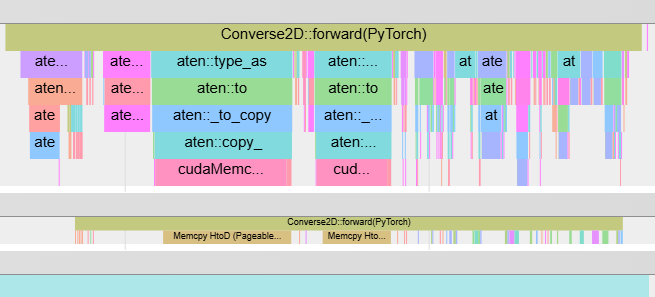 Converse2D::forward(PyTorch)
ate... ate... aten::type_as aten::... at ate at
aten... ate... aten::to aten::to ate
ate ate... aten::_to_copy aten::_... at
ate aten::copy_ aten:...
cudaMemc... cud...
Converse2D::forward(PyTorch)
Memcpy HtoD (Pageable... Memcpy Hto...